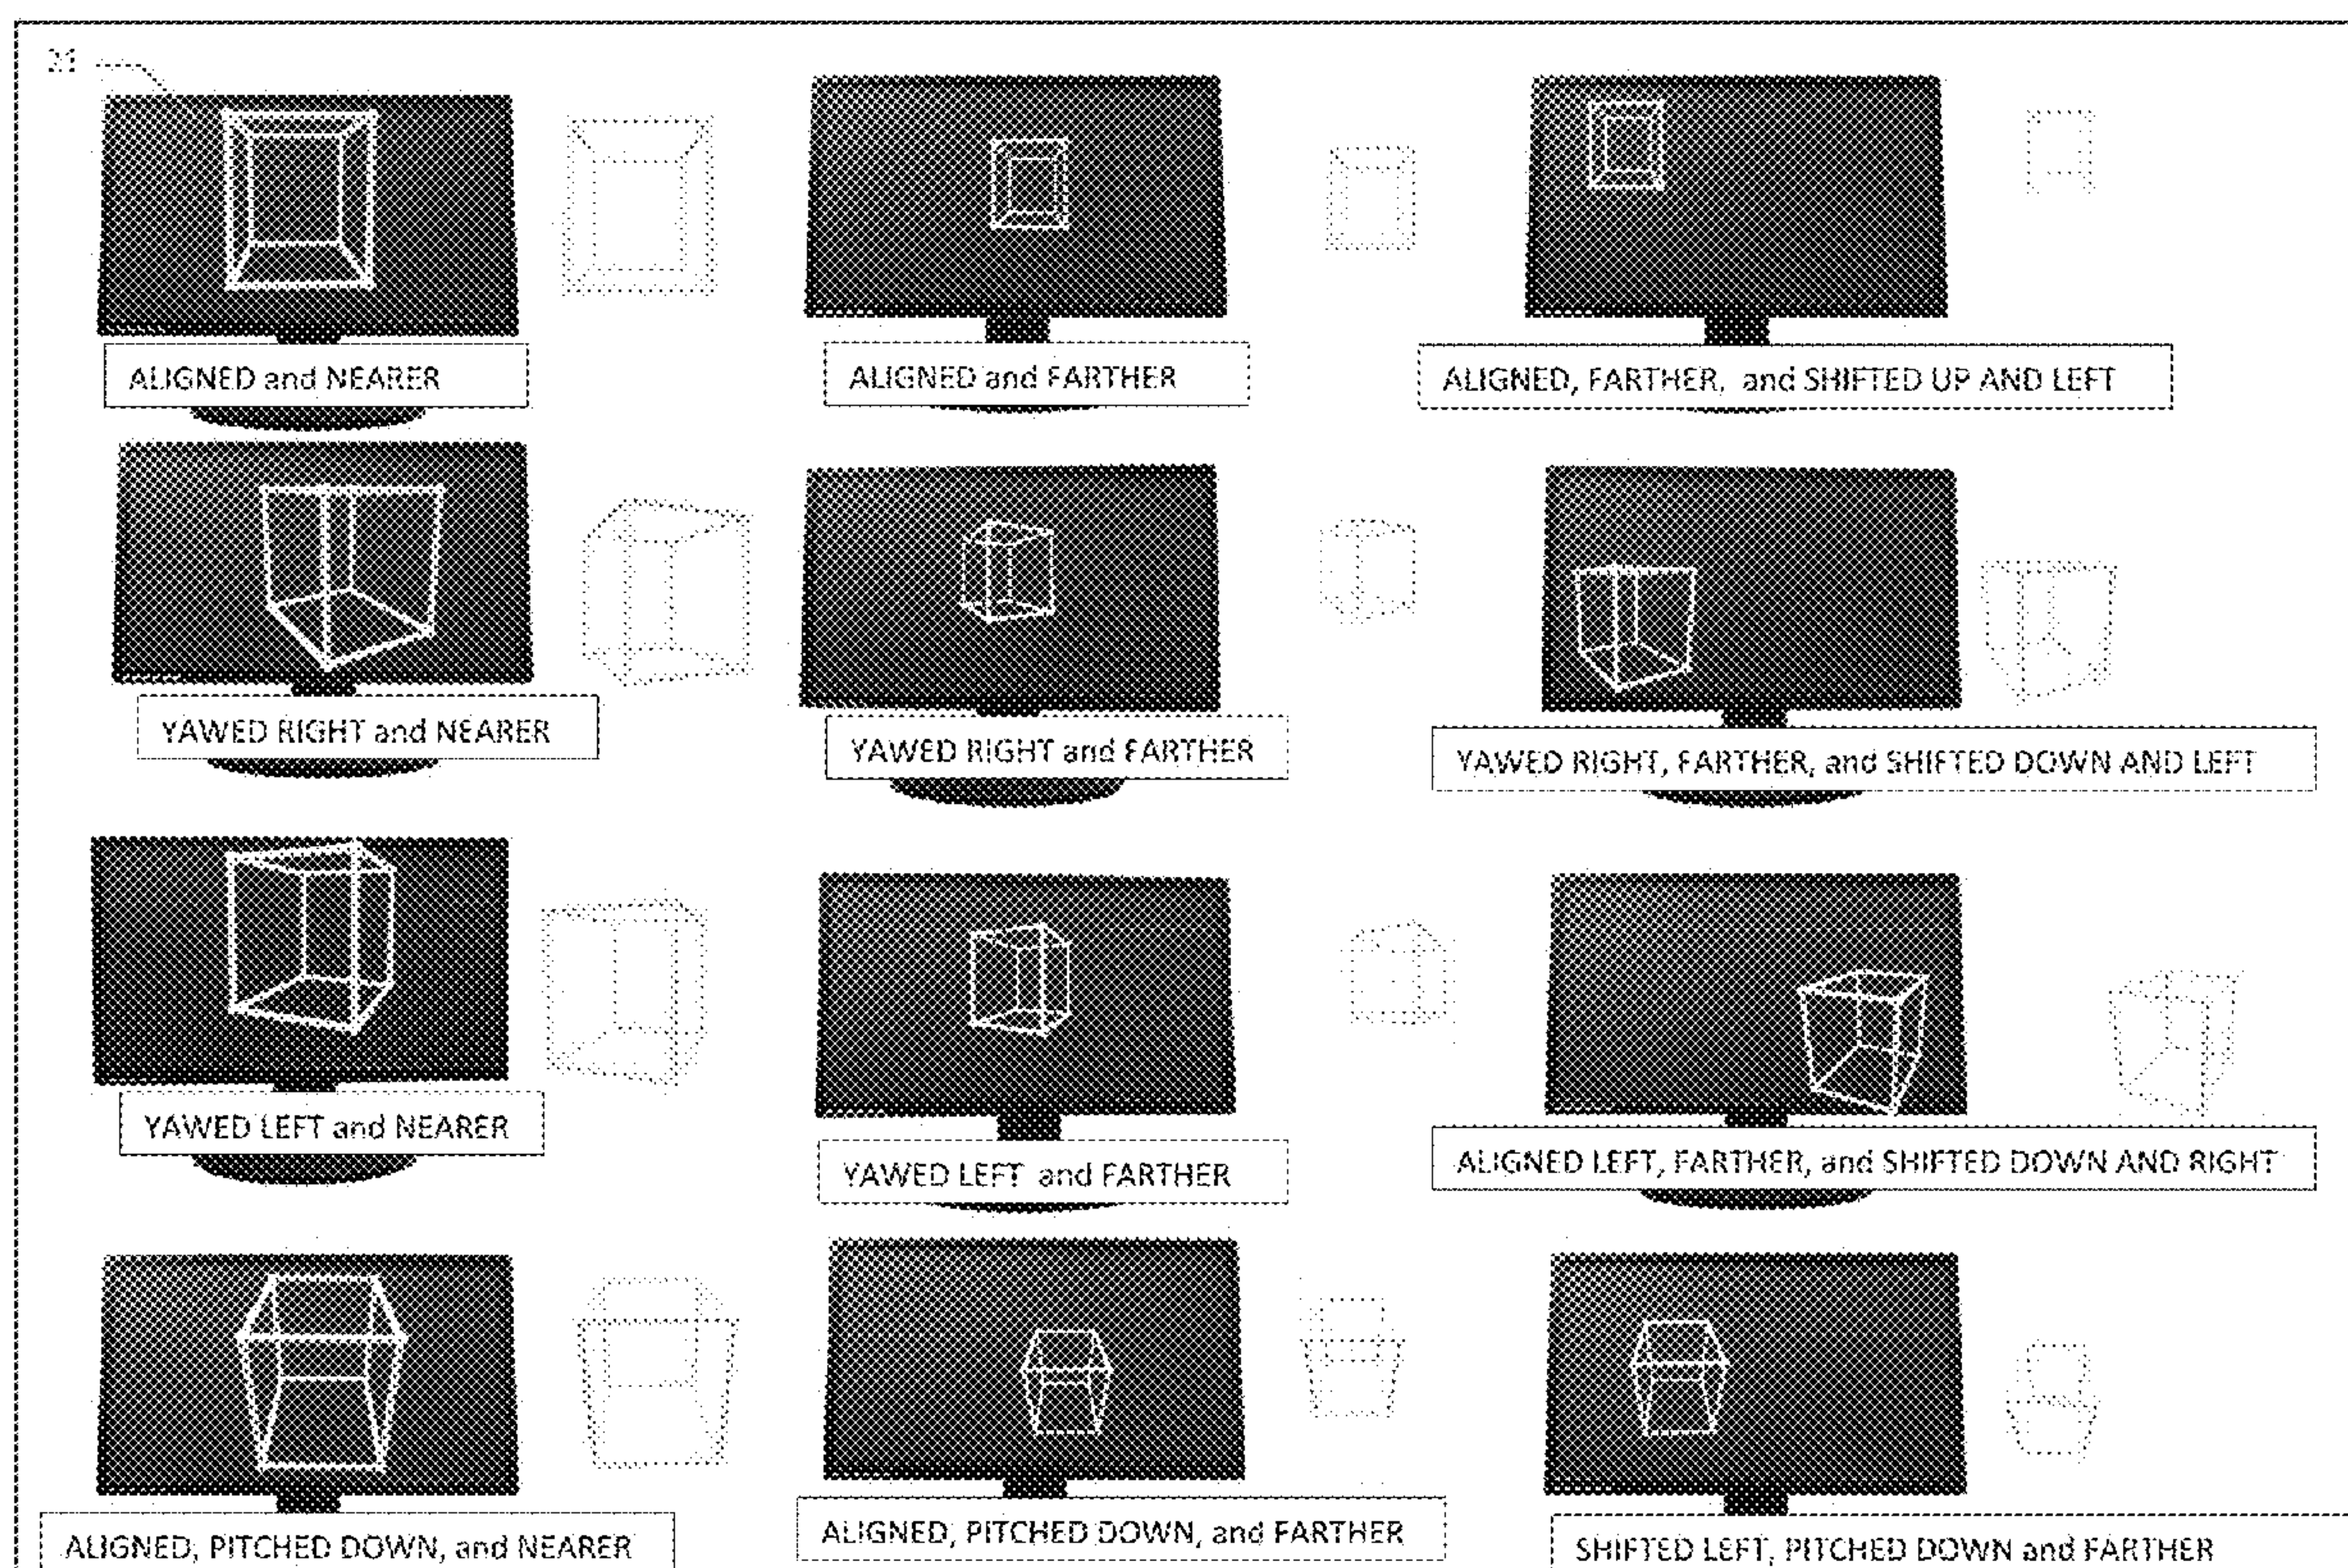 21
ALIGNED and NEARER
ALIGNED and FARTHER
ALIGNED, FARTHER, and SHIFTED UP AND LEFT
YAWED RIGHT and NEARER
YAWED RIGHT and FARTHER
YAWED RIGHT, FARTHER, and SHIFTED DOWN AND LEFT
YAWED LEFT and NEARER
YAWED LEFT and FARTHER
ALIGNED LEFT, FARTHER, and SHIFTED DOWN AND RIGHT
ALIGNED, PITCHED DOWN, and NEARER
ALIGNED, PITCHED DOWN, and FARTHER
SHIFTED LEFT, PITCHED DOWN and FARTHER